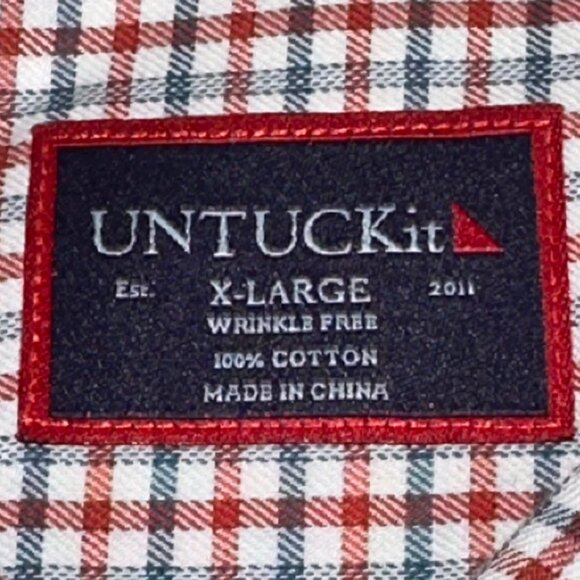 UNTUCKit
Est. X-LARGE 2011
WRINKLE FREE
100% COTTON
MADE IN CHINA